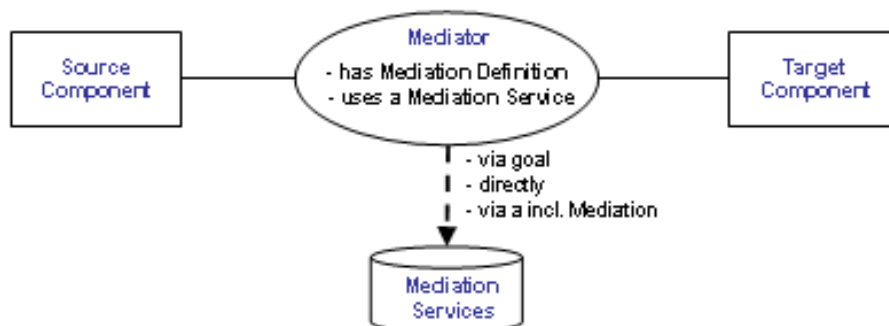 Mediator
- has Mediation Definition
- uses a Mediation Service
Source
Component
Target
Component
- via goal
- directly
- via a incl. Mediation
Mediation
Services